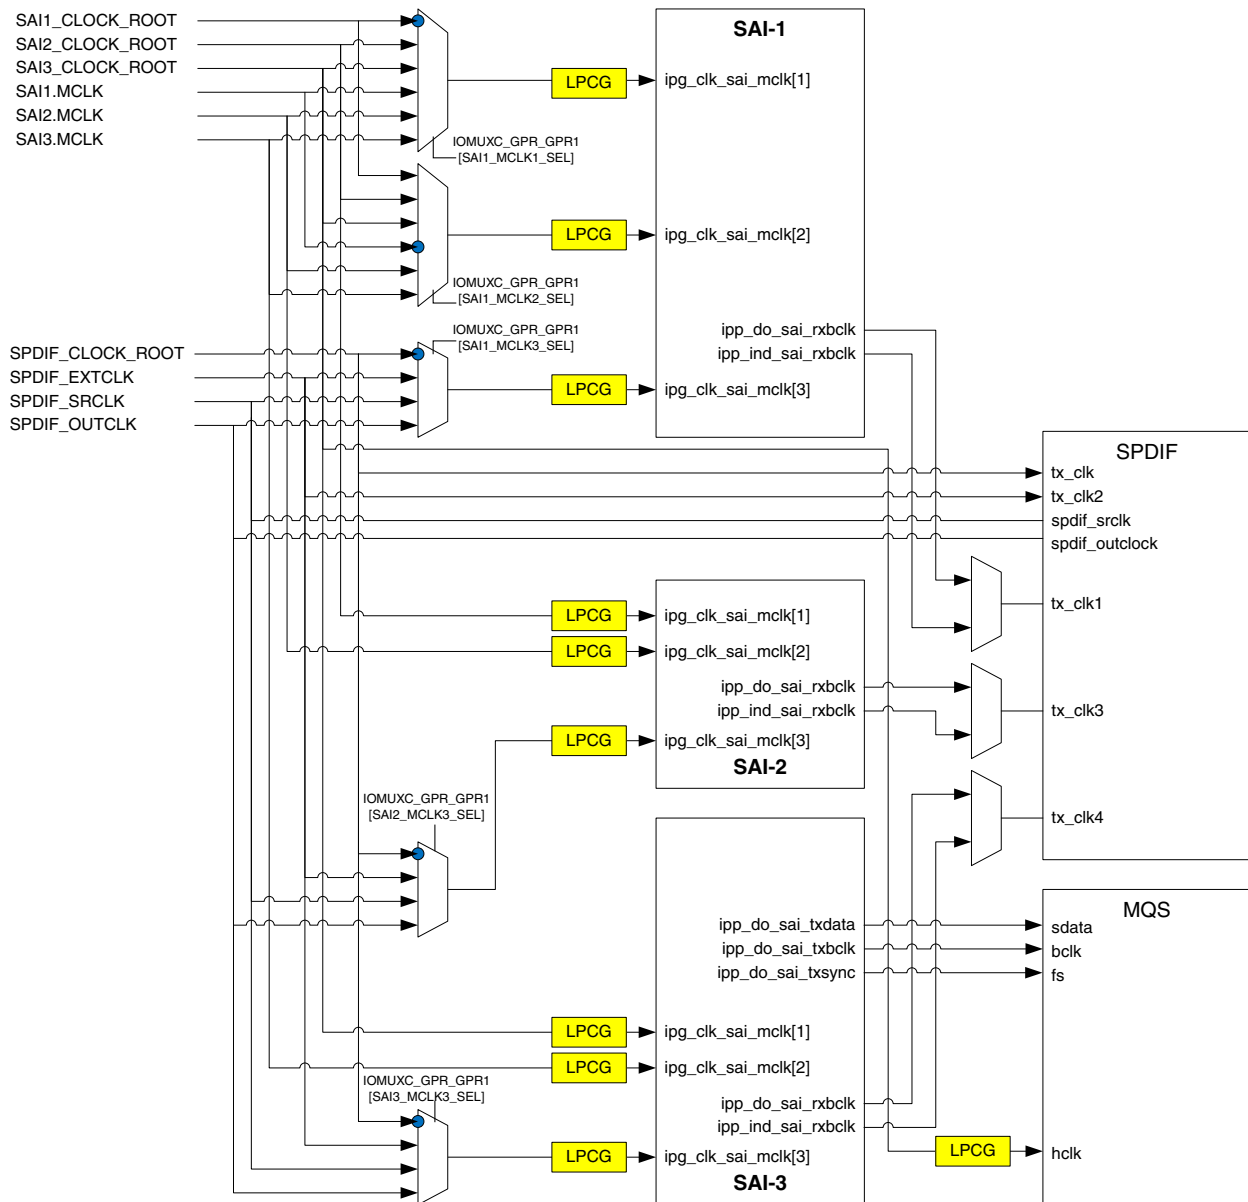 SAI1_CLOCK_ROOT
SAI2_CLOCK_ROOT
SAI3_CLOCK_ROOT
SAI1.MCLK
SAI2.MCLK
SAI3.MCLK
IOMUXC_GPR_GPR1
[SAI1_MCLK1_SEL]
LPCG
SAI-1
ipg_clk_sai_mclk[1]
LPCG
ipg_clk_sai_mclk[2]
IOMUXC_GPR_GPR1
[SAI1_MCLK2_SEL]
IOMUXC_GPR_GPR1
[SAI1_MCLK3_SEL]
ipp_do_sai_rxbclk
ipp_ind_sai_rxbclk
SPDIF_CLOCK_ROOT
SPDIF_EXTCLK
SPDIF_SRCLK
SPDIF_OUTCLK
LPCG
ipg_clk_sai_mclk[3]
SPDIF
tx_clk
tx_clk2
spdif_srclk
spdif_outclock
tx_clk1
tx_clk3
tx_clk4
LPCG
ipg_clk_sai_mclk[1]
LPCG
ipg_clk_sai_mclk[2]
ipp_do_sai_rxbclk
ipp_ind_sai_rxbclk
LPCG
ipg_clk_sai_mclk[3]
SAI-2
IOMUXC_GPR_GPR1
[SAI2_MCLK3_SEL]
ipp_do_sai_txdata
ipp_do_sai_txbclk
ipp_do_sai_txsync
MQS
sdata
bclk
fs
LPCG
ipg_clk_sai_mclk[1]
LPCG
ipg_clk_sai_mclk[2]
IOMUXC_GPR_GPR1
[SAI3_MCLK3_SEL]
ipp_do_sai_rxbclk
ipp_ind_sai_rxbclk
LPCG
ipg_clk_sai_mclk[3]
SAI-3
LPCG
hclk